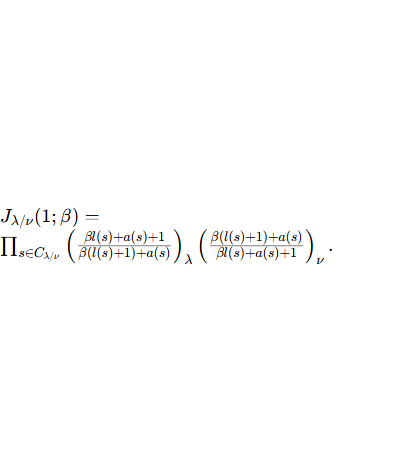 $J_{\lambda/\nu}(1;\beta) =$
$\prod_{s\in C_{\lambda/\nu}} \left(\frac{\beta l(s)+a(s)+1}{\beta(l(s)+1)+a(s)}\right)_{\lambda} \left(\frac{\beta(l(s)+1)+a(s)}{\beta l(s)+a(s)+1}\right)_{\nu}.$